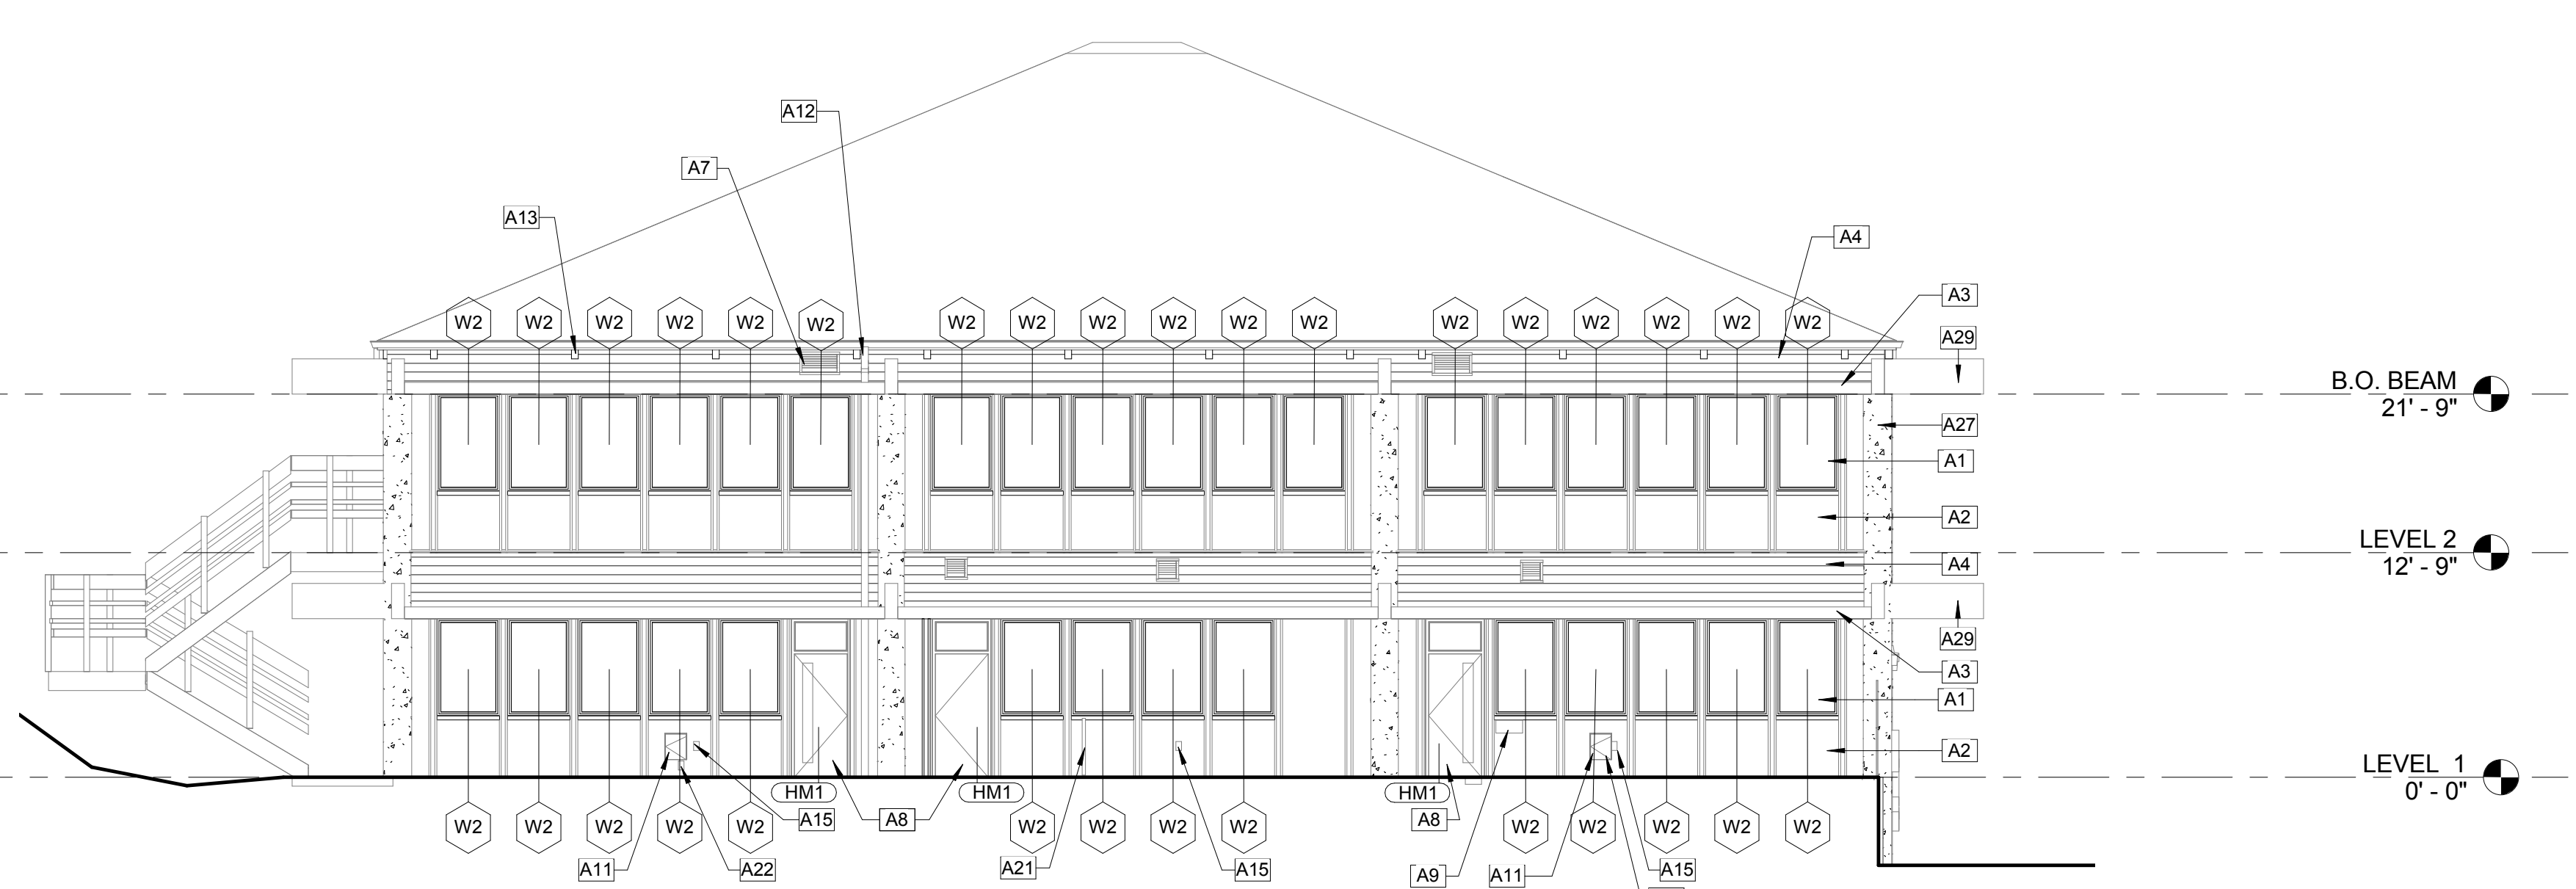 A12
A7
A13
A4
A3
W2 W2 W2 W2 W2 W2 W2 W2 W2 W2 W2 W2 W2 W2 W2 W2 W2 W2
A29
B.O. BEAM
21' - 9"
A27
A1
A2
LEVEL 2
12' - 9"
A4
A29
A3
A1
A2
LEVEL 1
0' - 0"
HM1 HM1 HM1
A15 A8 A8
W2 W2 W2 W2 W2 W2 W2 W2 W2 W2 W2 W2 W2 W2
A11 A22 A21 A15 A9 A11 A15